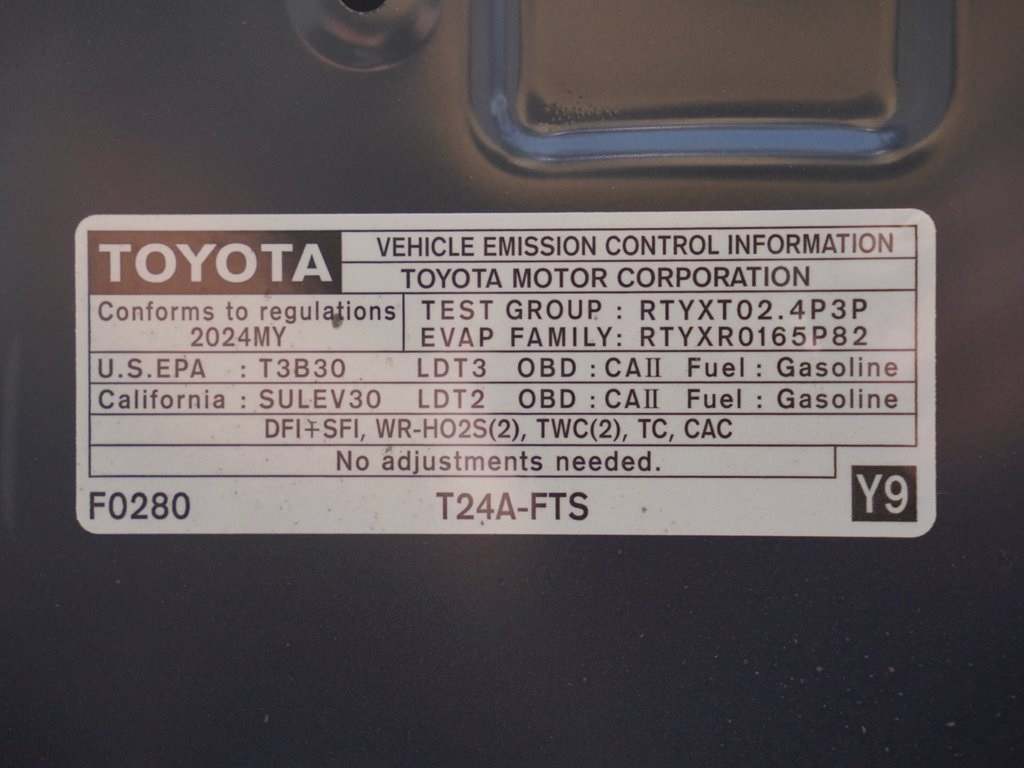 TOYOTA VEHICLE EMISSION CONTROL INFORMATION
TOYOTA MOTOR CORPORATION
Conforms to regulations TEST GROUP : RTYXT02.4P3P
2024MY EVAP FAMILY: RTYXR0165P82
U.S.EPA : T3B30 LDT3 OBD : CAII Fuel : Gasoline
California : SULEV30 LDT2 OBD : CAII Fuel : Gasoline
DFI+SFI, WR-HO2S(2), TWC(2), TC, CAC
No adjustments needed.
F0280 T24A-FTS Y9